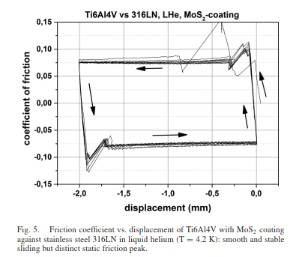 Ti6Al4V vs 316LN, LHe, MoS₂-coating
0,15
0,10
0,05
0,00
-0,05
-0,10
-0,15
coefficient of friction
-2,0 -1,5 -1,0 -0,5 0,0
displacement (mm)
Fig. 5. Friction coefficient vs. displacement of Ti6Al4V with MoS₂ coating
against stainless steel 316LN in liquid helium (T = 4.2 K): smooth and stable
sliding but distinct static friction peak.